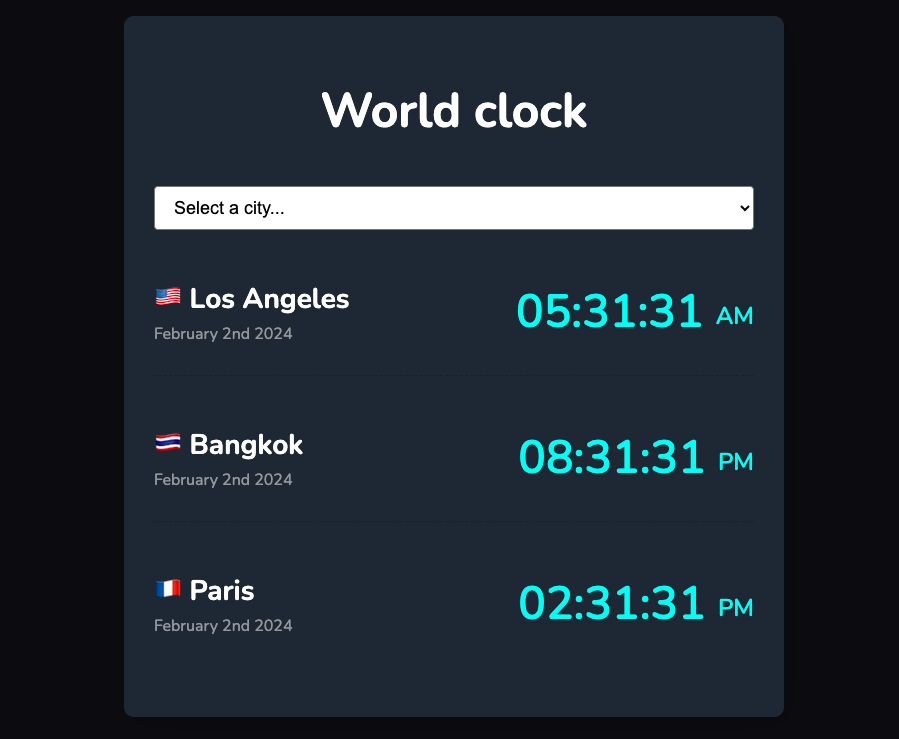 World clock
Select a city...
🇺🇸 Los Angeles
February 2nd 2024
05:31:31 AM
🇹🇭 Bangkok
February 2nd 2024
08:31:31 PM
🇫🇷 Paris
February 2nd 2024
02:31:31 PM